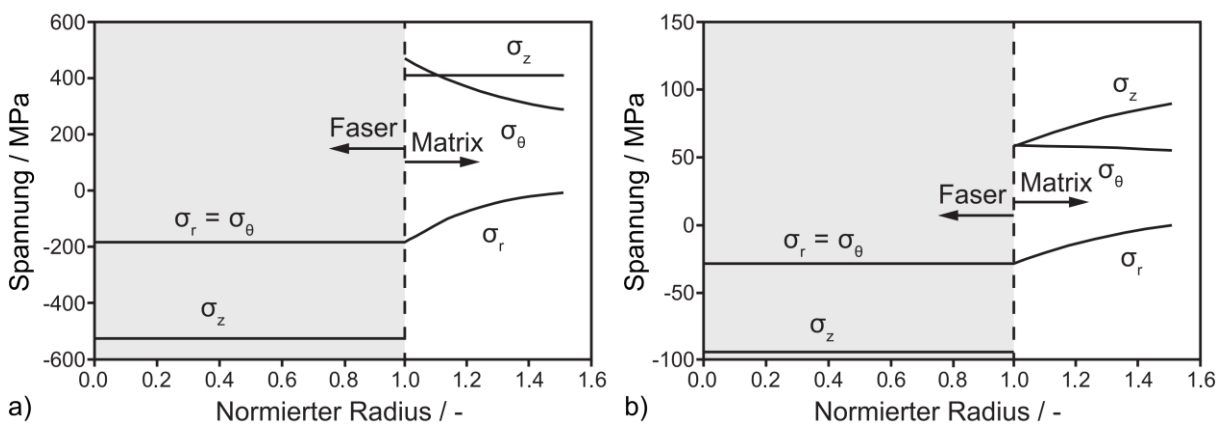 600
400
200
0
-200
-400
-600
Spannung / MPa
σz
σθ
Faser
Matrix
σr = σθ
σr
σz
0.0 0.2 0.4 0.6 0.8 1.0 1.2 1.4 1.6
a) Normierter Radius / -
150
100
50
0
-50
-100
Spannung / MPa
σz
σθ
Matrix
Faser
σr = σθ
σr
σz
0.0 0.2 0.4 0.6 0.8 1.0 1.2 1.4 1.6
b) Normierter Radius / -